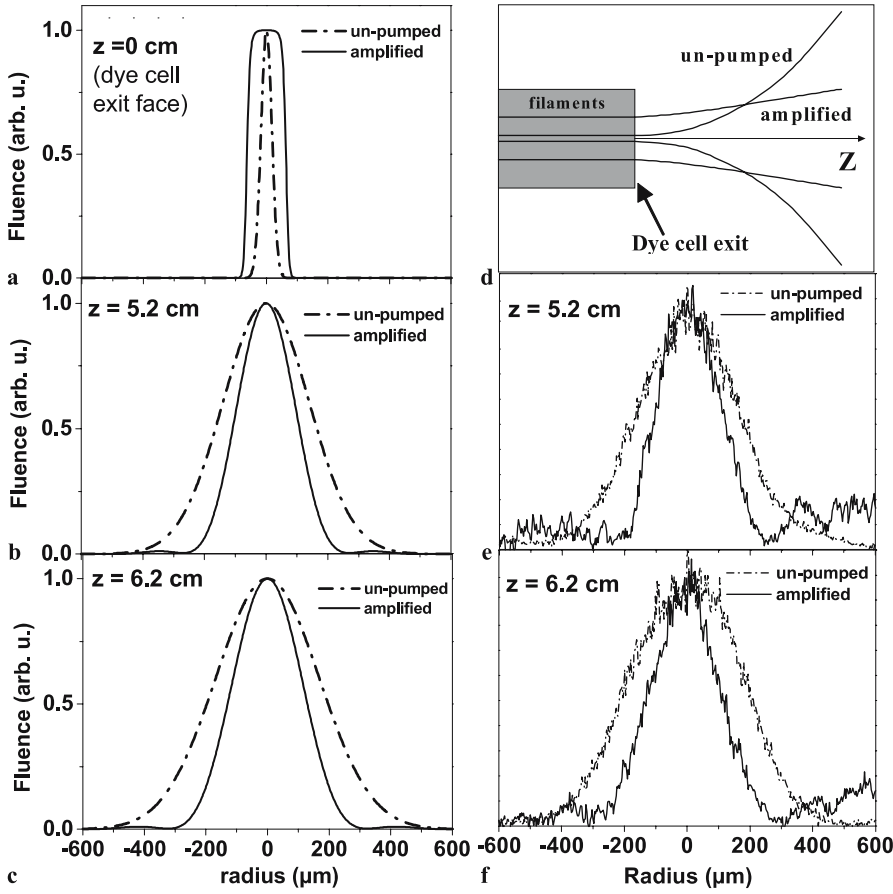 z =0 cm
(dye cell
exit face)
un-pumped
amplified
Fluence (arb. u.)
1.0
0.5
0.0
a
un-pumped
filaments
amplified
Z
Dye cell exit
d
z = 5.2 cm
un-pumped
amplified
Fluence (arb. u.)
1.0
0.5
0.0
b
z = 5.2 cm
un-pumped
amplified
e
z = 6.2 cm
un-pumped
amplified
Fluence (arb. u.)
1.0
0.5
0.0
-600 -400 -200 0 200 400 600
radius (µm)
c
z = 6.2 cm
un-pumped
amplified
-600 -400 -200 0 200 400 600
Radius (µm)
f